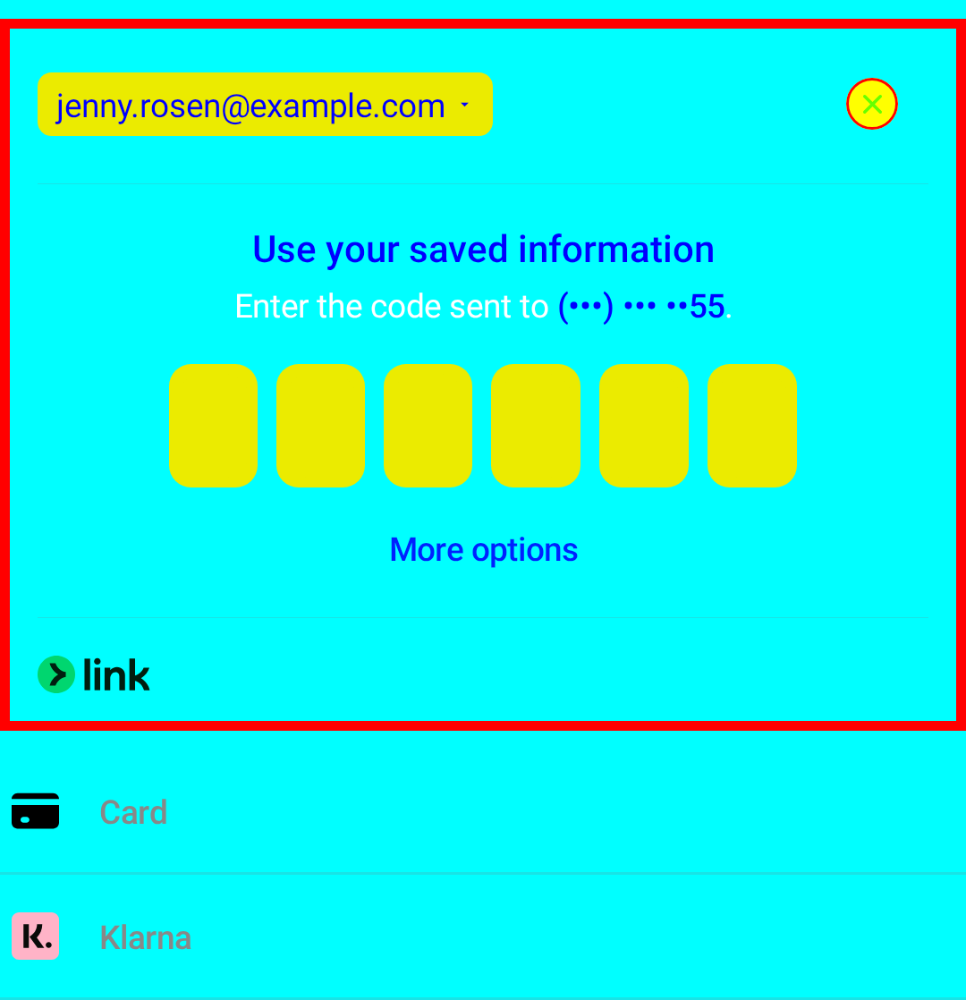 jenny.rosen@example.com
Use your saved information
Enter the code sent to (•••) ••• ••55.
More options
link
Card
K. Klarna